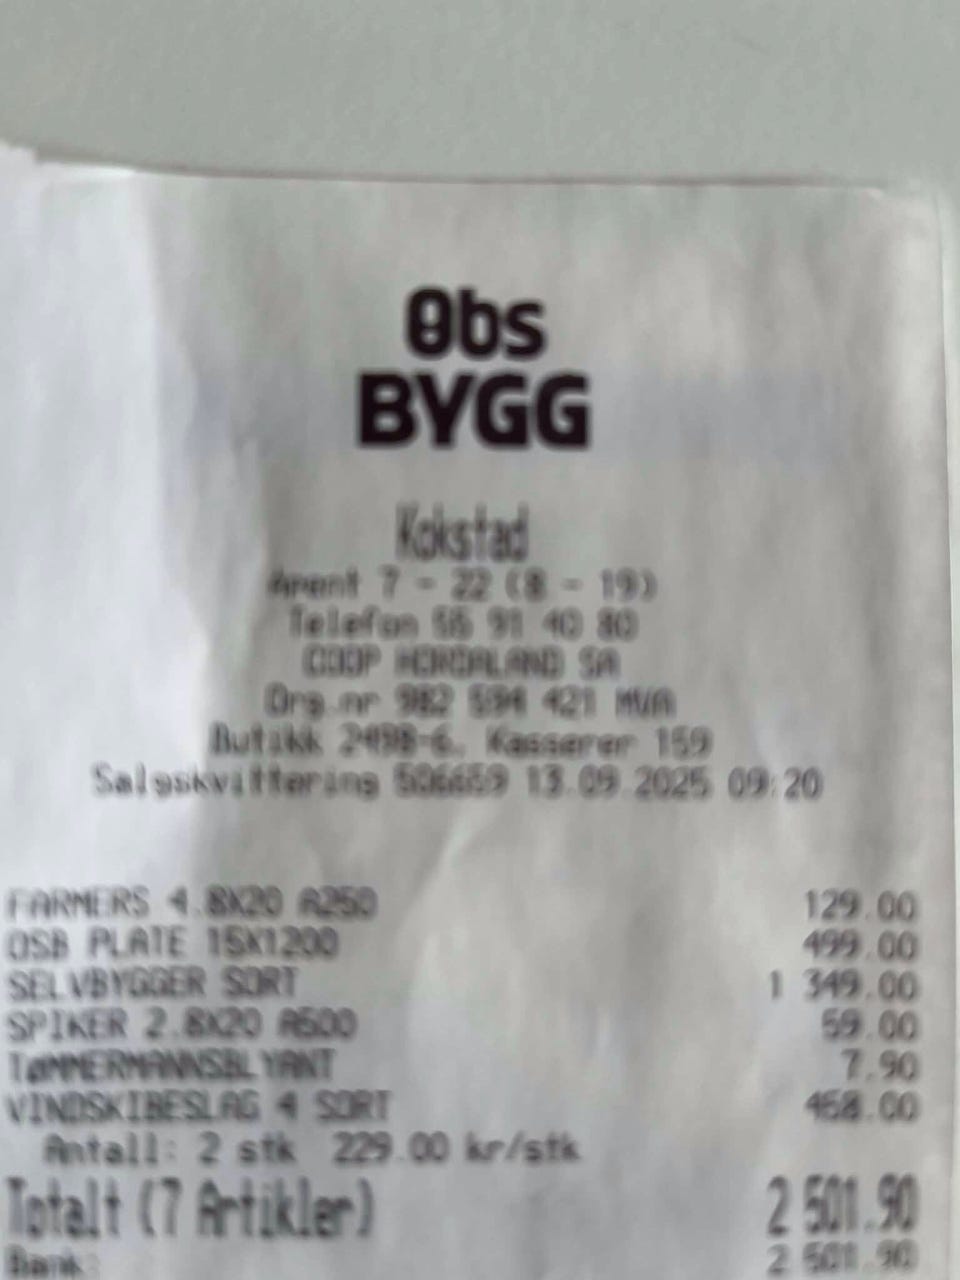 Obs
BYGG
Kokstad
Åpent 7 - 22 (8 - 19)
Telefon 55 91 40 80
COOP HORDALAND SA
Org.nr 982 594 421 MVA
Butikk 2498-6, Kasserer 159
Salgskvittering 506659 13.09.2025 09:20
FARMERS 4.8X20 A250 129.00
OSB PLATE 15X1200 499.00
SELVBYGGER SORT 1 349.00
SPIKER 2.8X20 A500 59.00
TØMMERMANNSBLYANT 7.90
VINDSKIBESLAG 4 SORT 458.00
Antall: 2 stk 229.00 kr/stk
Totalt (7 Artikler) 2 501.90
Bank: 2 501.90